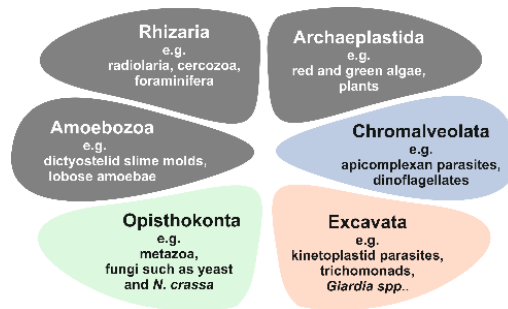 Rhizaria
e.g.
radiolaria, cercozoa,
foraminifera
Archaeplastida
e.g.
red and green algae,
plants
Amoebozoa
e.g.
dictyostelid slime molds,
lobose amoebae
Chromalveolata
e.g.
apicomplexan parasites,
dinoflagellates
Opisthokonta
e.g.
metazoa,
fungi such as yeast
and N. crassa
Excavata
e.g.
kinetoplastid parasites,
trichomonads,
Giardia spp..